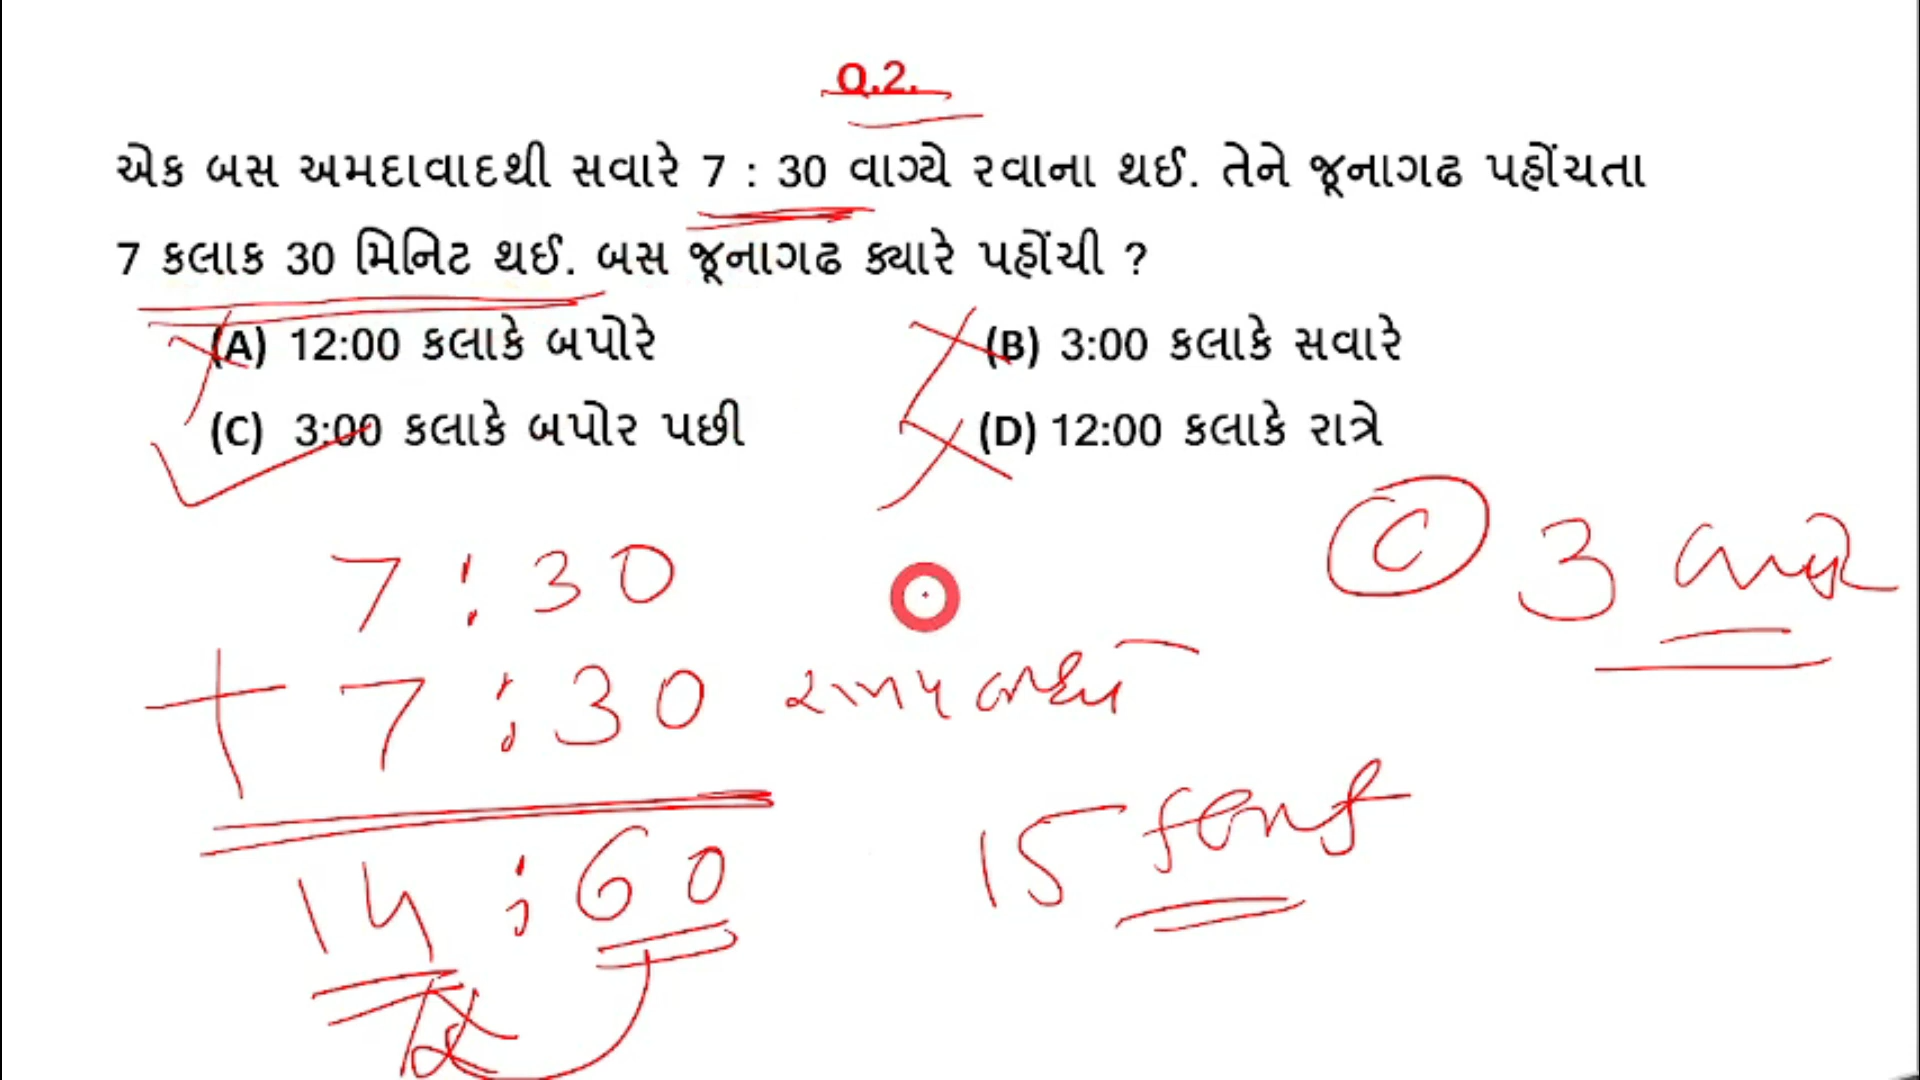 Q.2.
એક બસ અમદાવાદથી સવારે 7 : 30 વાગ્યે રવાના થઈ. તેને જૂનાગઢ પહોંચતા
7 કલાક 30 મિનિટ થઈ. બસ જૂનાગઢ ક્યારે પહોંચી ?
(A) 12:00 કલાકે બપોરે (B) 3:00 કલાકે સવારે
(C) 3:00 કલાકે બપોર પછી (D) 12:00 કલાકે રાત્રે
C 3
7 : 30
+ 7 : 30 સમય
15 કલાક
14 : 60